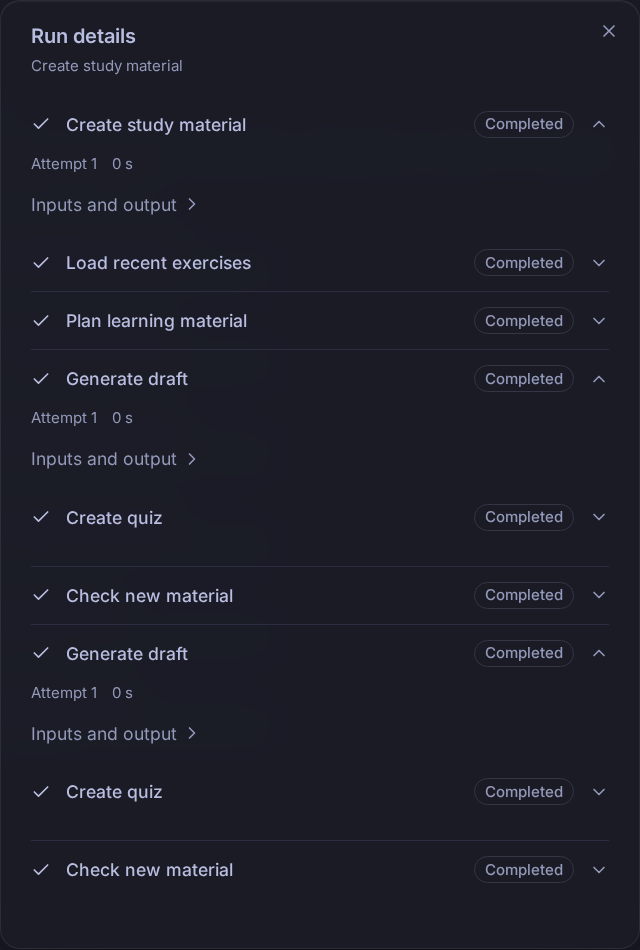 Run details
Create study material
Create study material Completed
Attempt 1 0 s
Inputs and output
Load recent exercises Completed
Plan learning material Completed
Generate draft Completed
Attempt 1 0 s
Inputs and output
Create quiz Completed
Check new material Completed
Generate draft Completed
Attempt 1 0 s
Inputs and output
Create quiz Completed
Check new material Completed